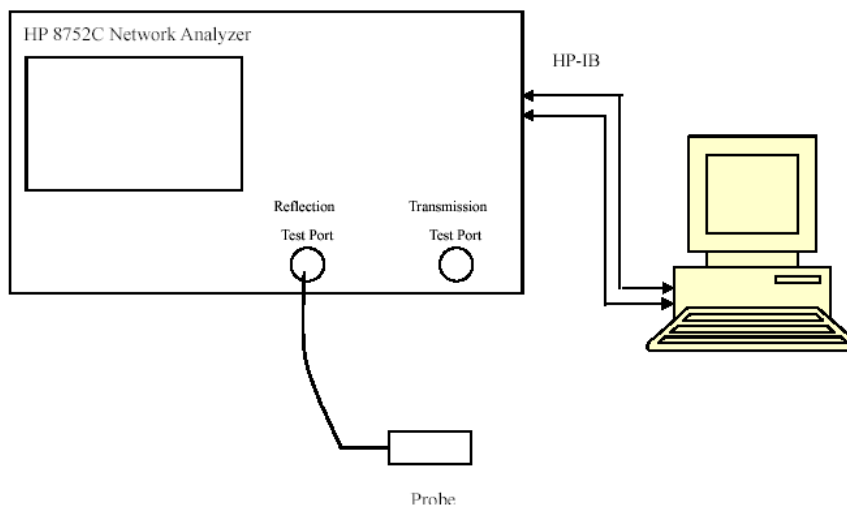 HP 8752C Network Analyzer
HP-IB
Reflection
Test Port
Transmission
Test Port
Probe